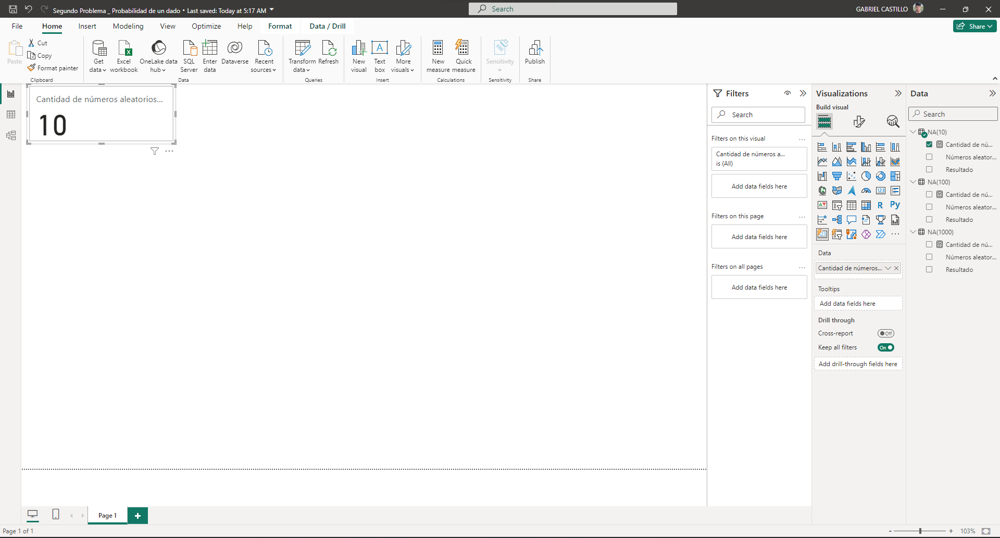 Segundo Problema _ Probabilidad de un dado • Last saved: Today at 5:17 AM
Search
GABRIEL CASTILLO
File
Home
Insert
Modeling
View
Optimize
Help
Format
Data / Drill
Share
Paste
Cut
Copy
Format painter
Clipboard
Get data
Excel workbook
OneLake data hub
SQL Server
Enter data
Dataverse
Recent sources
Data
Transform data
Refresh
Queries
New visual
Text box
More visuals
Insert
New measure
Quick measure
Calculations
Sensitivity
Sensitivity
Publish
Share
Cantidad de números aleatorios...
10
Filters
Search
Filters on this visual
...
Cantidad de números a...
is (All)
Add data fields here
Filters on this page
...
Add data fields here
Filters on all pages
...
Add data fields here
Visualizations
Build visual
123
R
Py
123
...
Data
Cantidad de números...
Tooltips
Add data fields here
Drill through
Cross-report
Off
Keep all filters
On
Add drill-through fields here
Data
Search
NA(10)
Cantidad de nú...
Números aleator...
Resultado
NA(100)
Cantidad de nú...
Números aleator...
Resultado
NA(1000)
Cantidad de nú...
Números aleator...
Resultado
Page 1
+
Page 1 of 1
-
+
103%